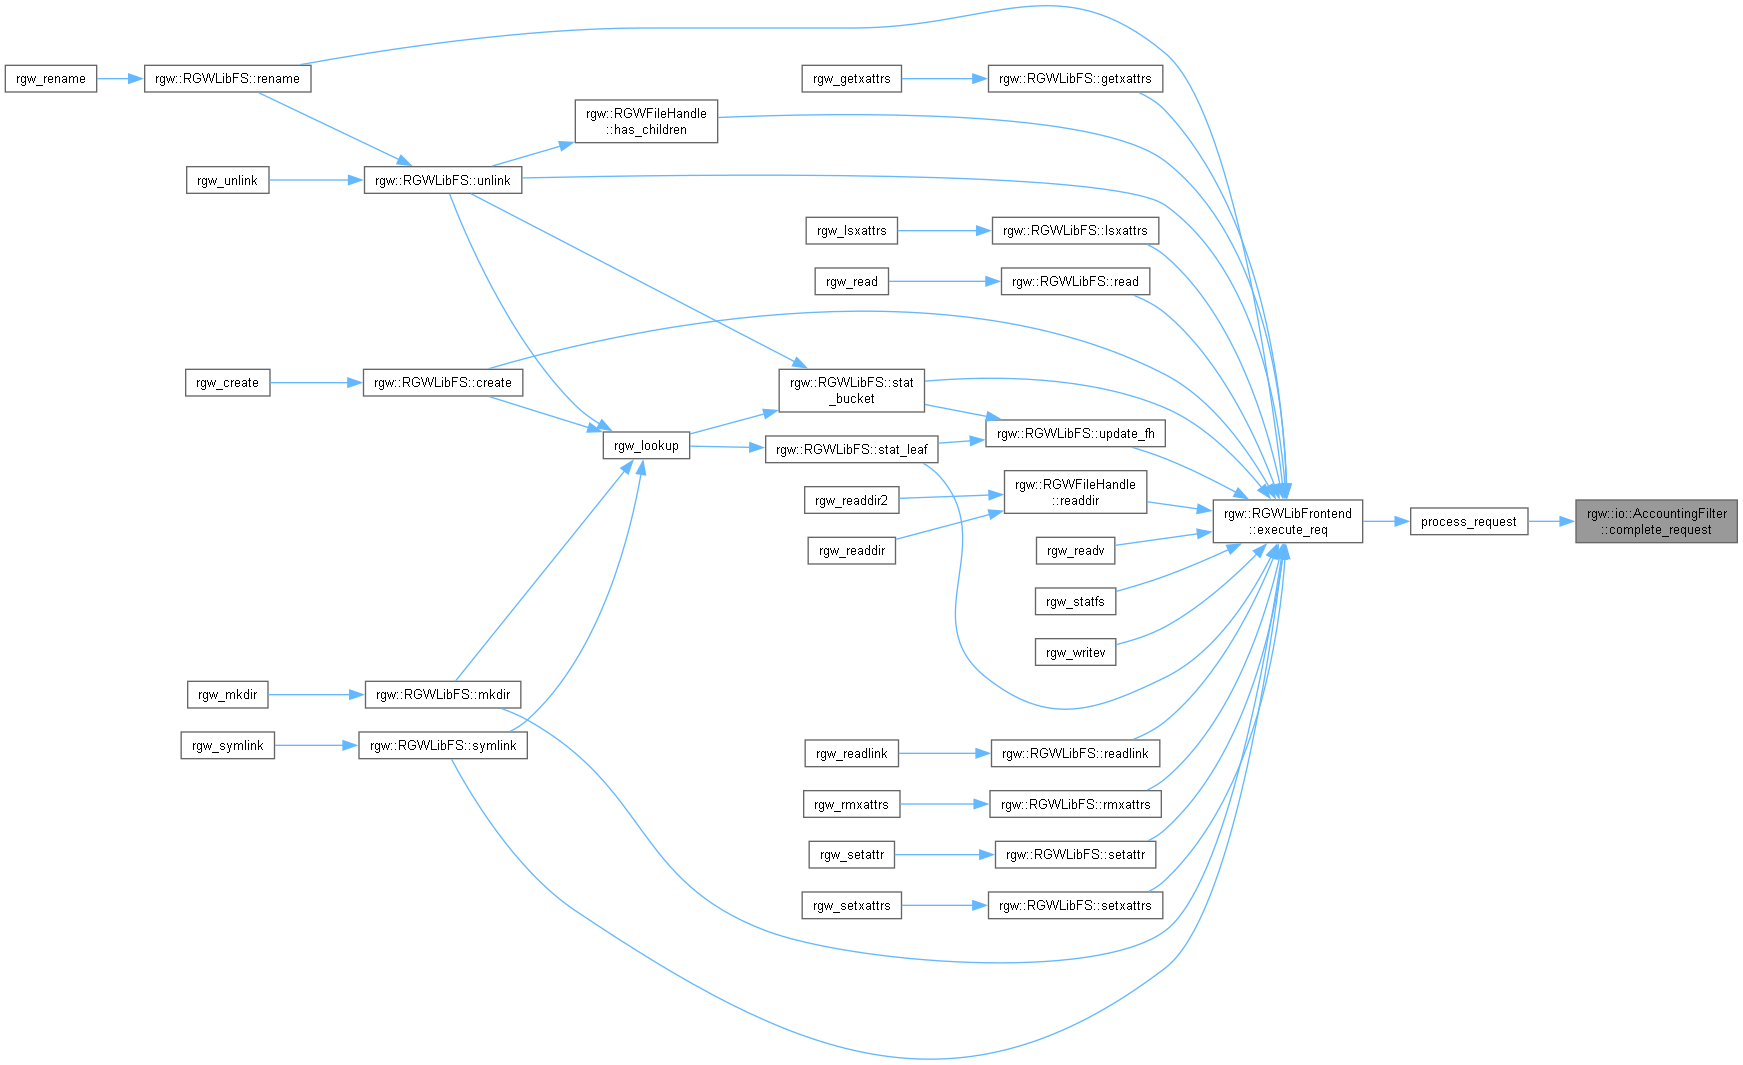 rgw_rename
rgw::RGWLibFS::rename
rgw_getxattrs
rgw::RGWLibFS::getxattrs
rgw::RGWFileHandle
::has_children
rgw_unlink
rgw::RGWLibFS::unlink
rgw_lsxattrs
rgw::RGWLibFS::lsxattrs
rgw_read
rgw::RGWLibFS::read
rgw_create
rgw::RGWLibFS::create
rgw::RGWLibFS::stat
_bucket
rgw_lookup
rgw::RGWLibFS::stat_leaf
rgw::RGWLibFS::update_fh
rgw_readdir2
rgw::RGWFileHandle
::readdir
rgw_readdir
rgw_readv
rgw::RGWLibFrontend
::execute_req
process_request
rgw::io::AccountingFilter
::complete_request
rgw_statfs
rgw_writev
rgw_mkdir
rgw::RGWLibFS::mkdir
rgw_symlink
rgw::RGWLibFS::symlink
rgw_readlink
rgw::RGWLibFS::readlink
rgw_rmxattrs
rgw::RGWLibFS::rmxattrs
rgw_setattr
rgw::RGWLibFS::setattr
rgw_setxattrs
rgw::RGWLibFS::setxattrs